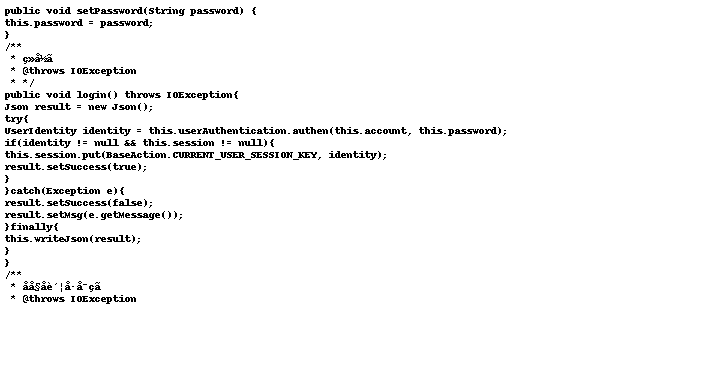 public void setPassword(String password) {
this.password = password;
}
/**
* ç»å½ã
* @throws IOException
* */
public void login() throws IOException{
Json result = new Json();
try{
UserIdentity identity = this.userAuthentication.authen(this.account, this.password);
if(identity != null && this.session != null){
this.session.put(BaseAction.CURRENT_USER_SESSION_KEY, identity);
result.setSuccess(true);
}
}catch(Exception e){
result.setSuccess(false);
result.setMsg(e.getMessage());
}finally{
this.writeJson(result);
}
}
/**
* åå§åè´¦å·å¯çã
* @throws IOException